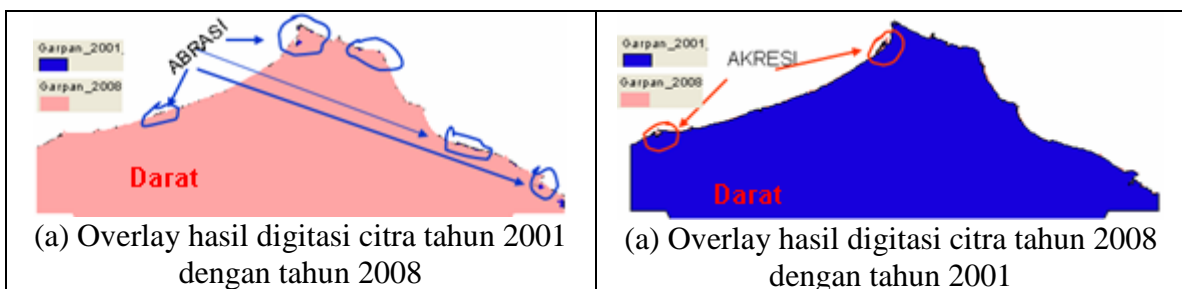 Garpan_2001
Garpan_2008
ABRASI
Darat
(a) Overlay hasil digitasi citra tahun 2001
dengan tahun 2008
Garpan_2001
Garpan_2008
AKRESI
Darat
(a) Overlay hasil digitasi citra tahun 2008
dengan tahun 2001